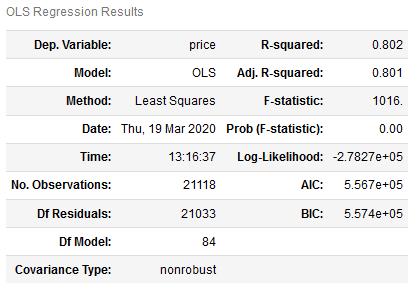 OLS Regression Results
Dep. Variable: price R-squared: 0.802
Model: OLS Adj. R-squared: 0.801
Method: Least Squares F-statistic: 1016.
Date: Thu, 19 Mar 2020 Prob (F-statistic): 0.00
Time: 13:16:37 Log-Likelihood: -2.7827e+05
No. Observations: 21118 AIC: 5.567e+05
Df Residuals: 21033 BIC: 5.574e+05
Df Model: 84
Covariance Type: nonrobust